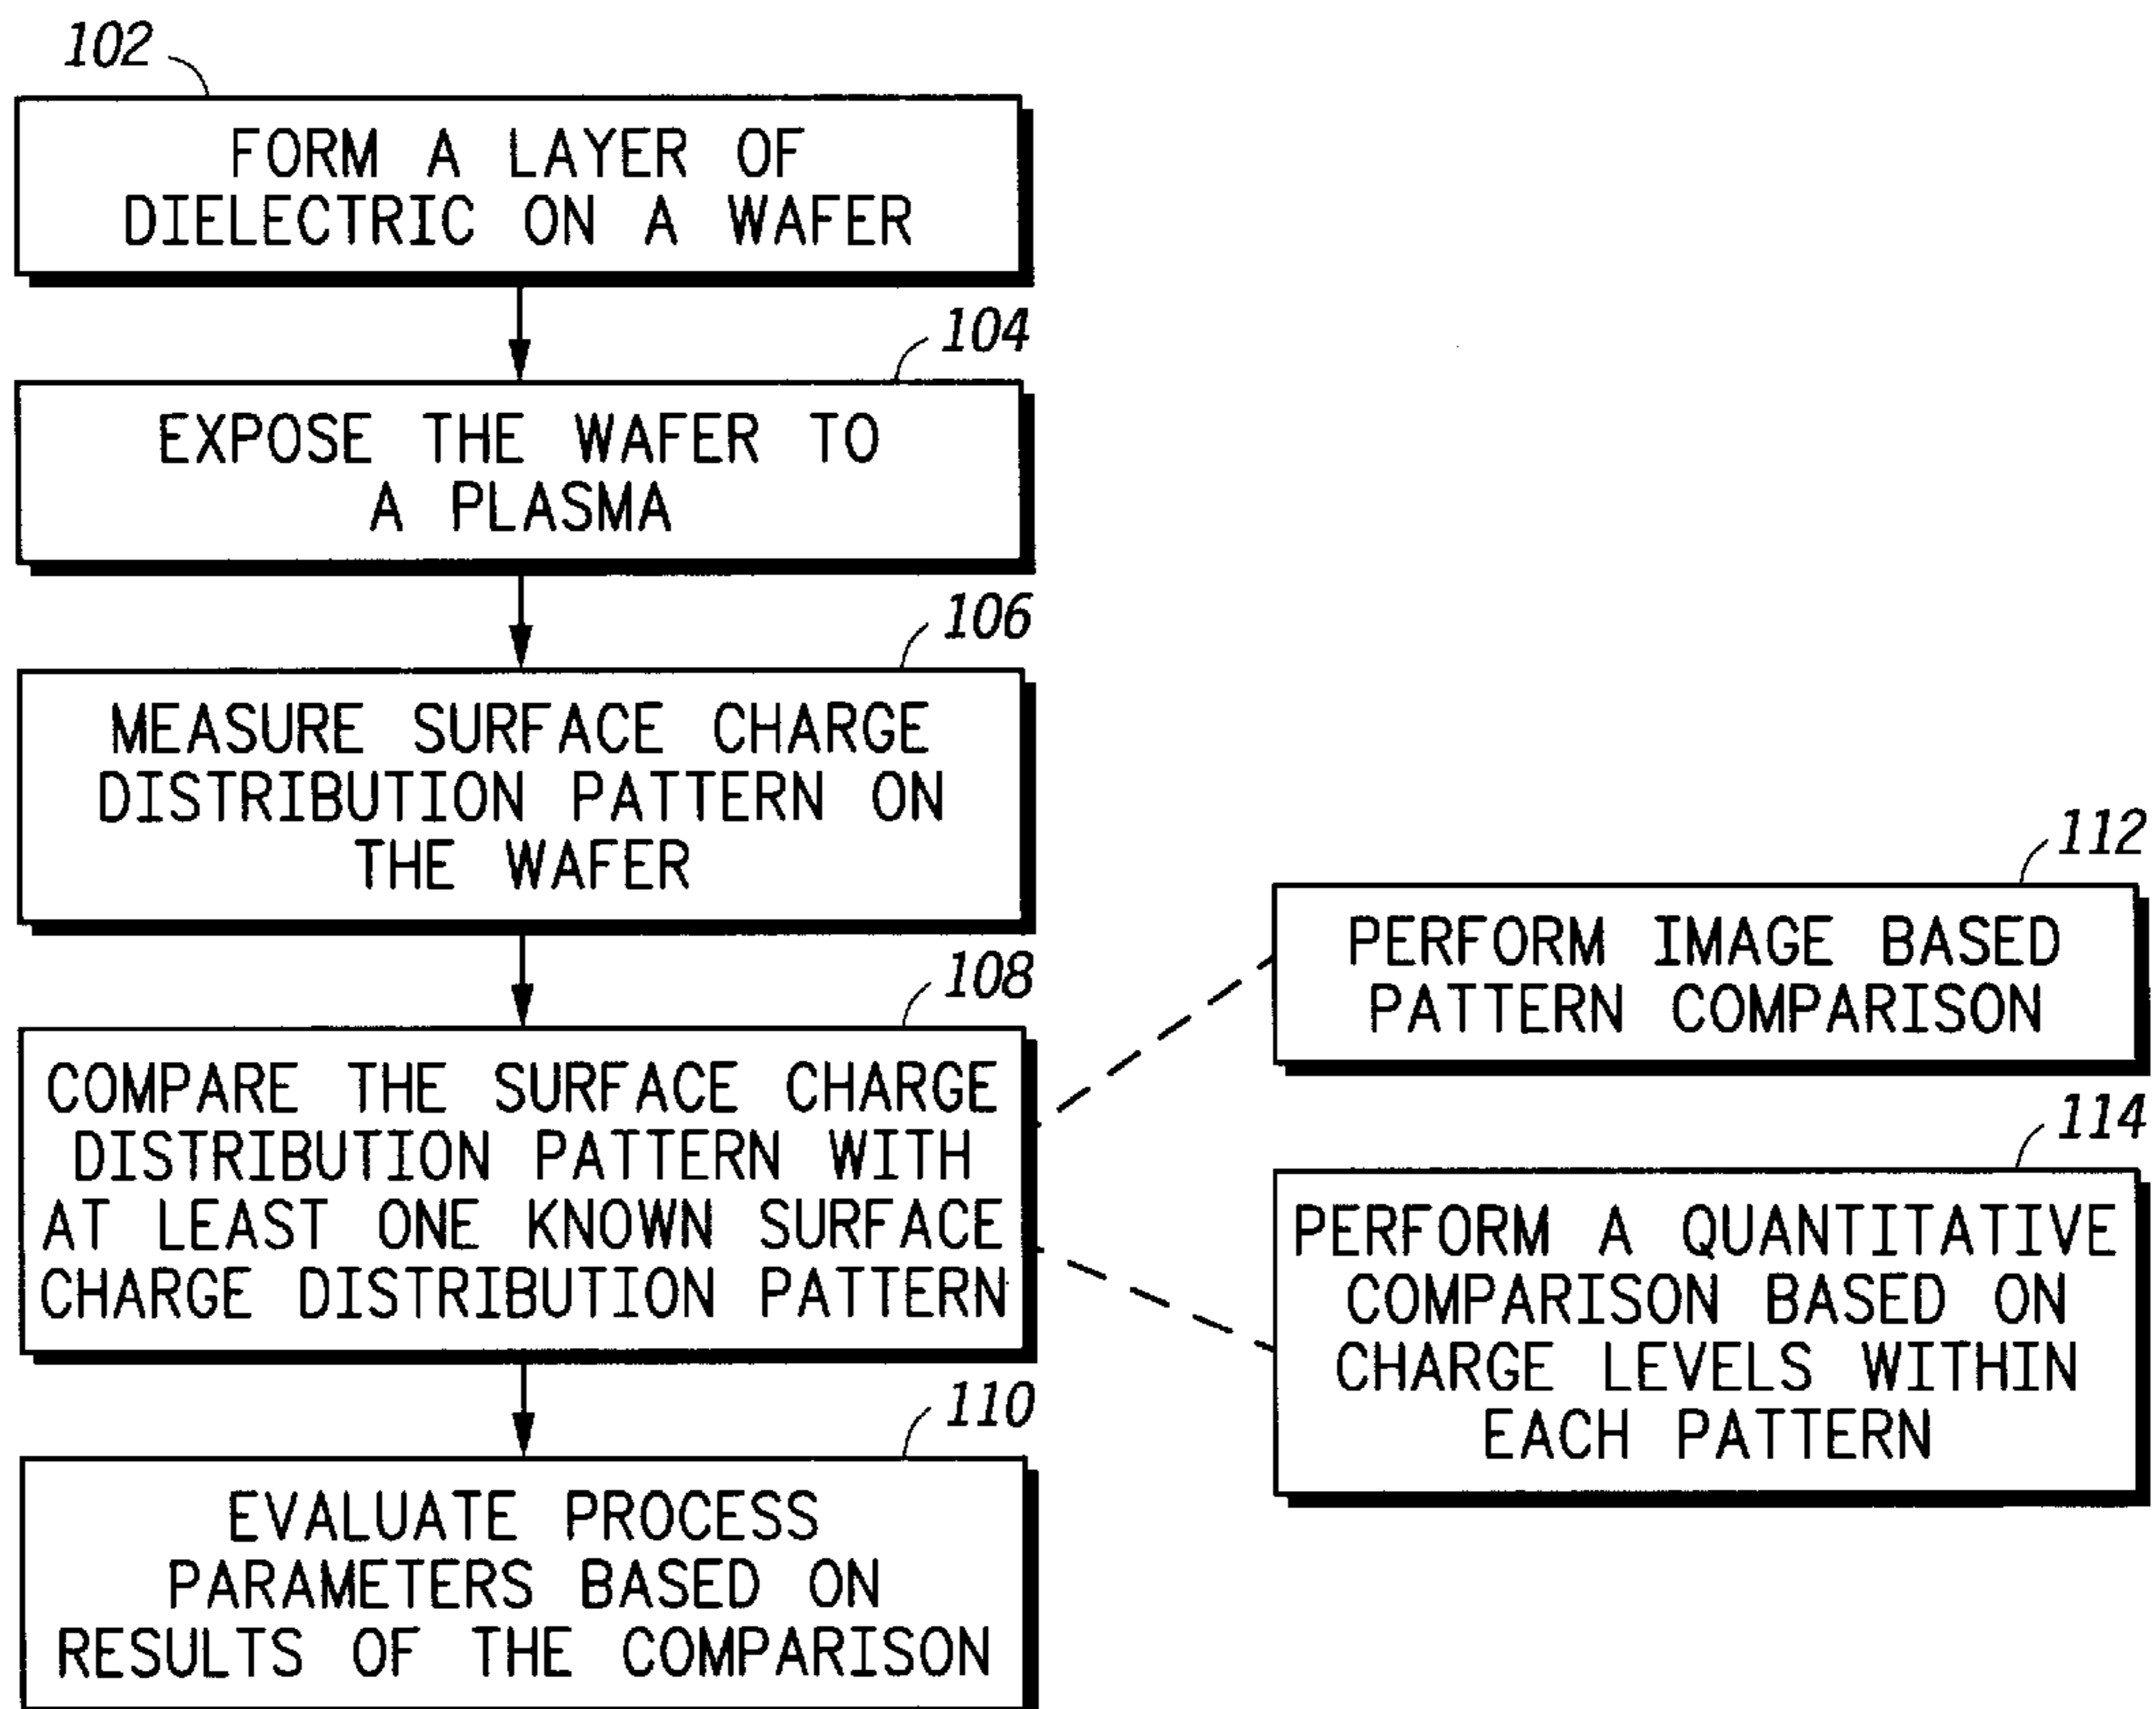 102
FORM A LAYER OF
DIELECTRIC ON A WAFER
104
EXPOSE THE WAFER TO
A PLASMA
106
MEASURE SURFACE CHARGE
DISTRIBUTION PATTERN ON
THE WAFER
108
COMPARE THE SURFACE CHARGE
DISTRIBUTION PATTERN WITH
AT LEAST ONE KNOWN SURFACE
CHARGE DISTRIBUTION PATTERN
110
EVALUATE PROCESS
PARAMETERS BASED ON
RESULTS OF THE COMPARISON
112
PERFORM IMAGE BASED
PATTERN COMPARISON
114
PERFORM A QUANTITATIVE
COMPARISON BASED ON
CHARGE LEVELS WITHIN
EACH PATTERN